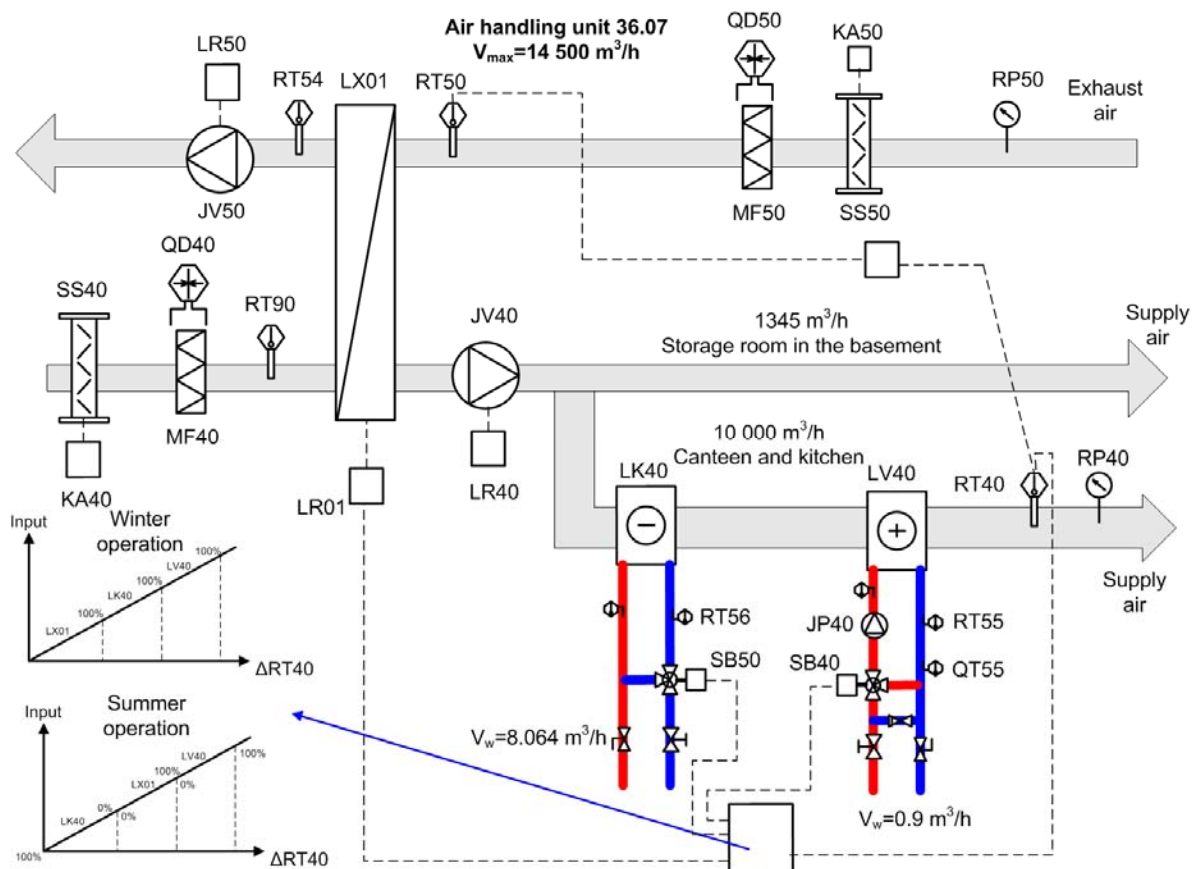 Air handling unit 36.07
Vmax=14 500 m³/h
LR50
RT54
LX01
RT50
QD50
KA50
RP50
Exhaust
air
JV50
MF50
SS50
QD40
SS40
RT90
JV40
1345 m³/h
Storage room in the basement
Supply
air
MF40
KA40
LR01
LR40
10 000 m³/h
Canteen and kitchen
LK40
LV40
RT40
RP40
Supply
air
Input
Winter
operation
LX01
100%
LK40
100%
LV40
100%
ΔRT40
RT56
SB50
JP40
RT55
SB40
QT55
Vw=8.064 m³/h
Vw=0.9 m³/h
Input
Summer
operation
100%
LK40
0%
0%
LX01
100%
0%
LV40
100%
ΔRT40